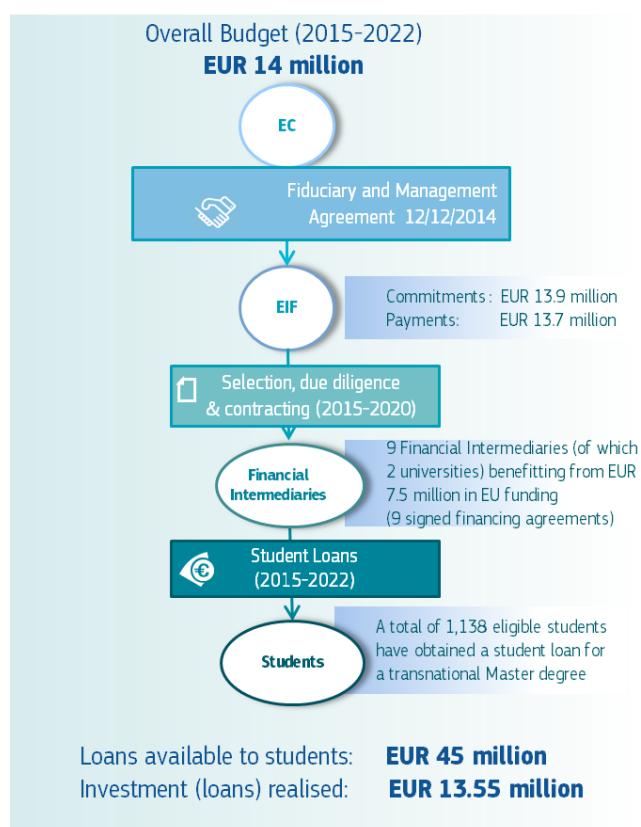 Overall Budget (2015-2022)
EUR 14 million
EC
Fiduciary and Management
Agreement 12/12/2014
EIF
Commitments: EUR 13.9 million
Payments: EUR 13.7 million
Selection, due diligence
& contracting (2015-2020)
Financial
Intermediaries
9 Financial Intermediaries (of which
2 universities) benefitting from EUR
7.5 million in EU funding
(9 signed financing agreements)
Student Loans
(2015-2022)
€
Students
A total of 1,138 eligible students
have obtained a student loan for
a transnational Master degree
Loans available to students: EUR 45 million
Investment (loans) realised: EUR 13.55 million